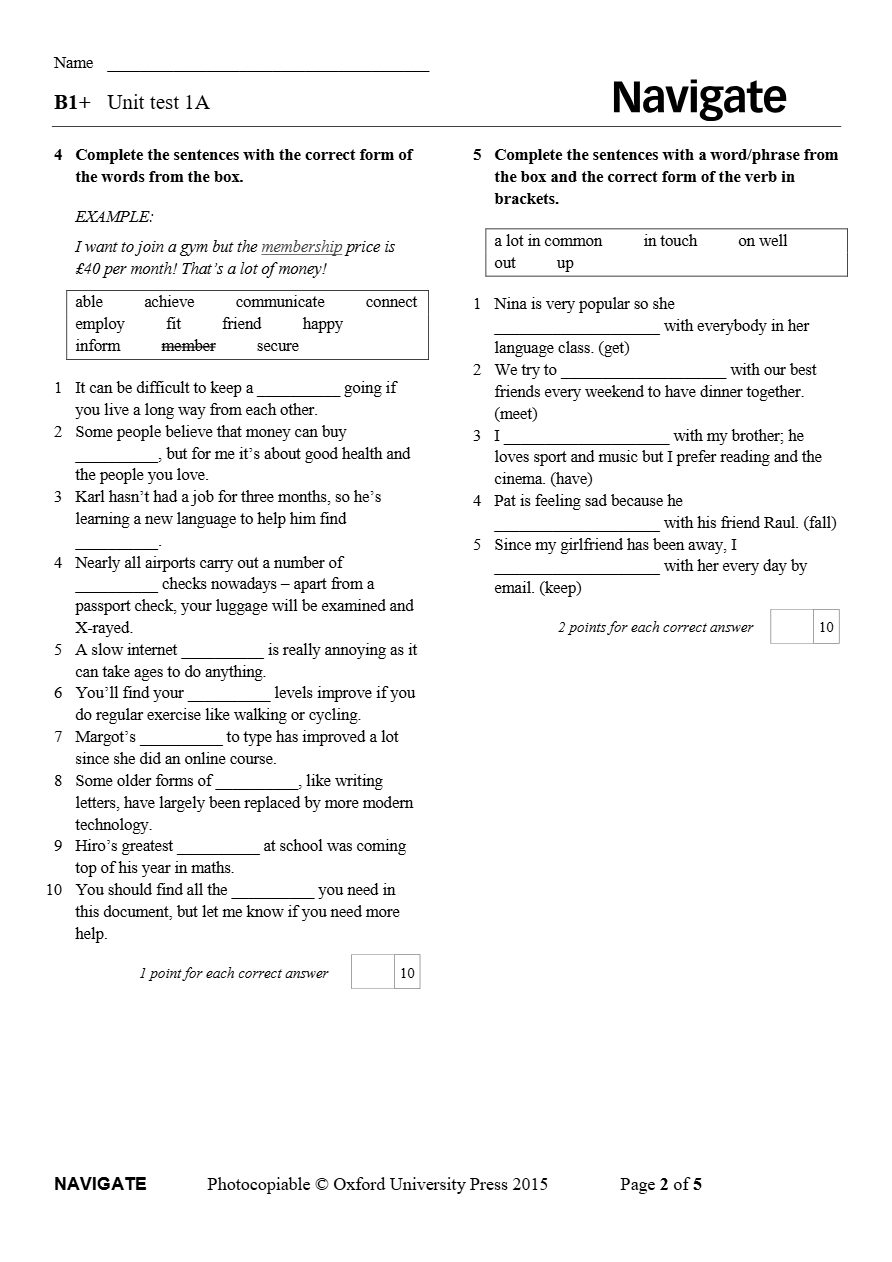 Name ______________________________________
B1+ Unit test 1A
Navigate
4 Complete the sentences with the correct form of
the words from the box.
EXAMPLE:
I want to join a gym but the membership price is
£40 per month! That’s a lot of money!
able achieve communicate connect
employ fit friend happy
inform member secure
1 It can be difficult to keep a __________ going if
you live a long way from each other.
2 Some people believe that money can buy
__________, but for me it’s about good health and
the people you love.
3 Karl hasn’t had a job for three months, so he’s
learning a new language to help him find
__________.
4 Nearly all airports carry out a number of
__________ checks nowadays – apart from a
passport check, your luggage will be examined and
X-rayed.
5 A slow internet __________ is really annoying as it
can take ages to do anything.
6 You’ll find your __________ levels improve if you
do regular exercise like walking or cycling.
7 Margot’s __________ to type has improved a lot
since she did an online course.
8 Some older forms of __________, like writing
letters, have largely been replaced by more modern
technology.
9 Hiro’s greatest __________ at school was coming
top of his year in maths.
10 You should find all the __________ you need in
this document, but let me know if you need more
help.
1 point for each correct answer 10
5 Complete the sentences with a word/phrase from
the box and the correct form of the verb in
brackets.
a lot in common in touch on well
out up
1 Nina is very popular so she
____________________ with everybody in her
language class. (get)
2 We try to ____________________ with our best
friends every weekend to have dinner together.
(meet)
3 I ____________________ with my brother; he
loves sport and music but I prefer reading and the
cinema. (have)
4 Pat is feeling sad because he
____________________ with his friend Raul. (fall)
5 Since my girlfriend has been away, I
____________________ with her every day by
email. (keep)
2 points for each correct answer 10
NAVIGATE Photocopiable © Oxford University Press 2015 Page 2 of 5